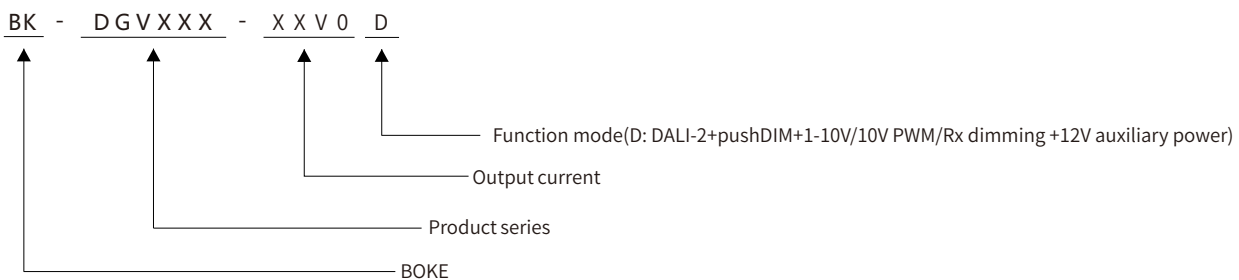 BK - DGVXXX - XXV0 D
Function mode(D: DALI-2+pushDIM+1-10V/10V PWM/Rx dimming +12V auxiliary power)
Output current
Product series
BOKE